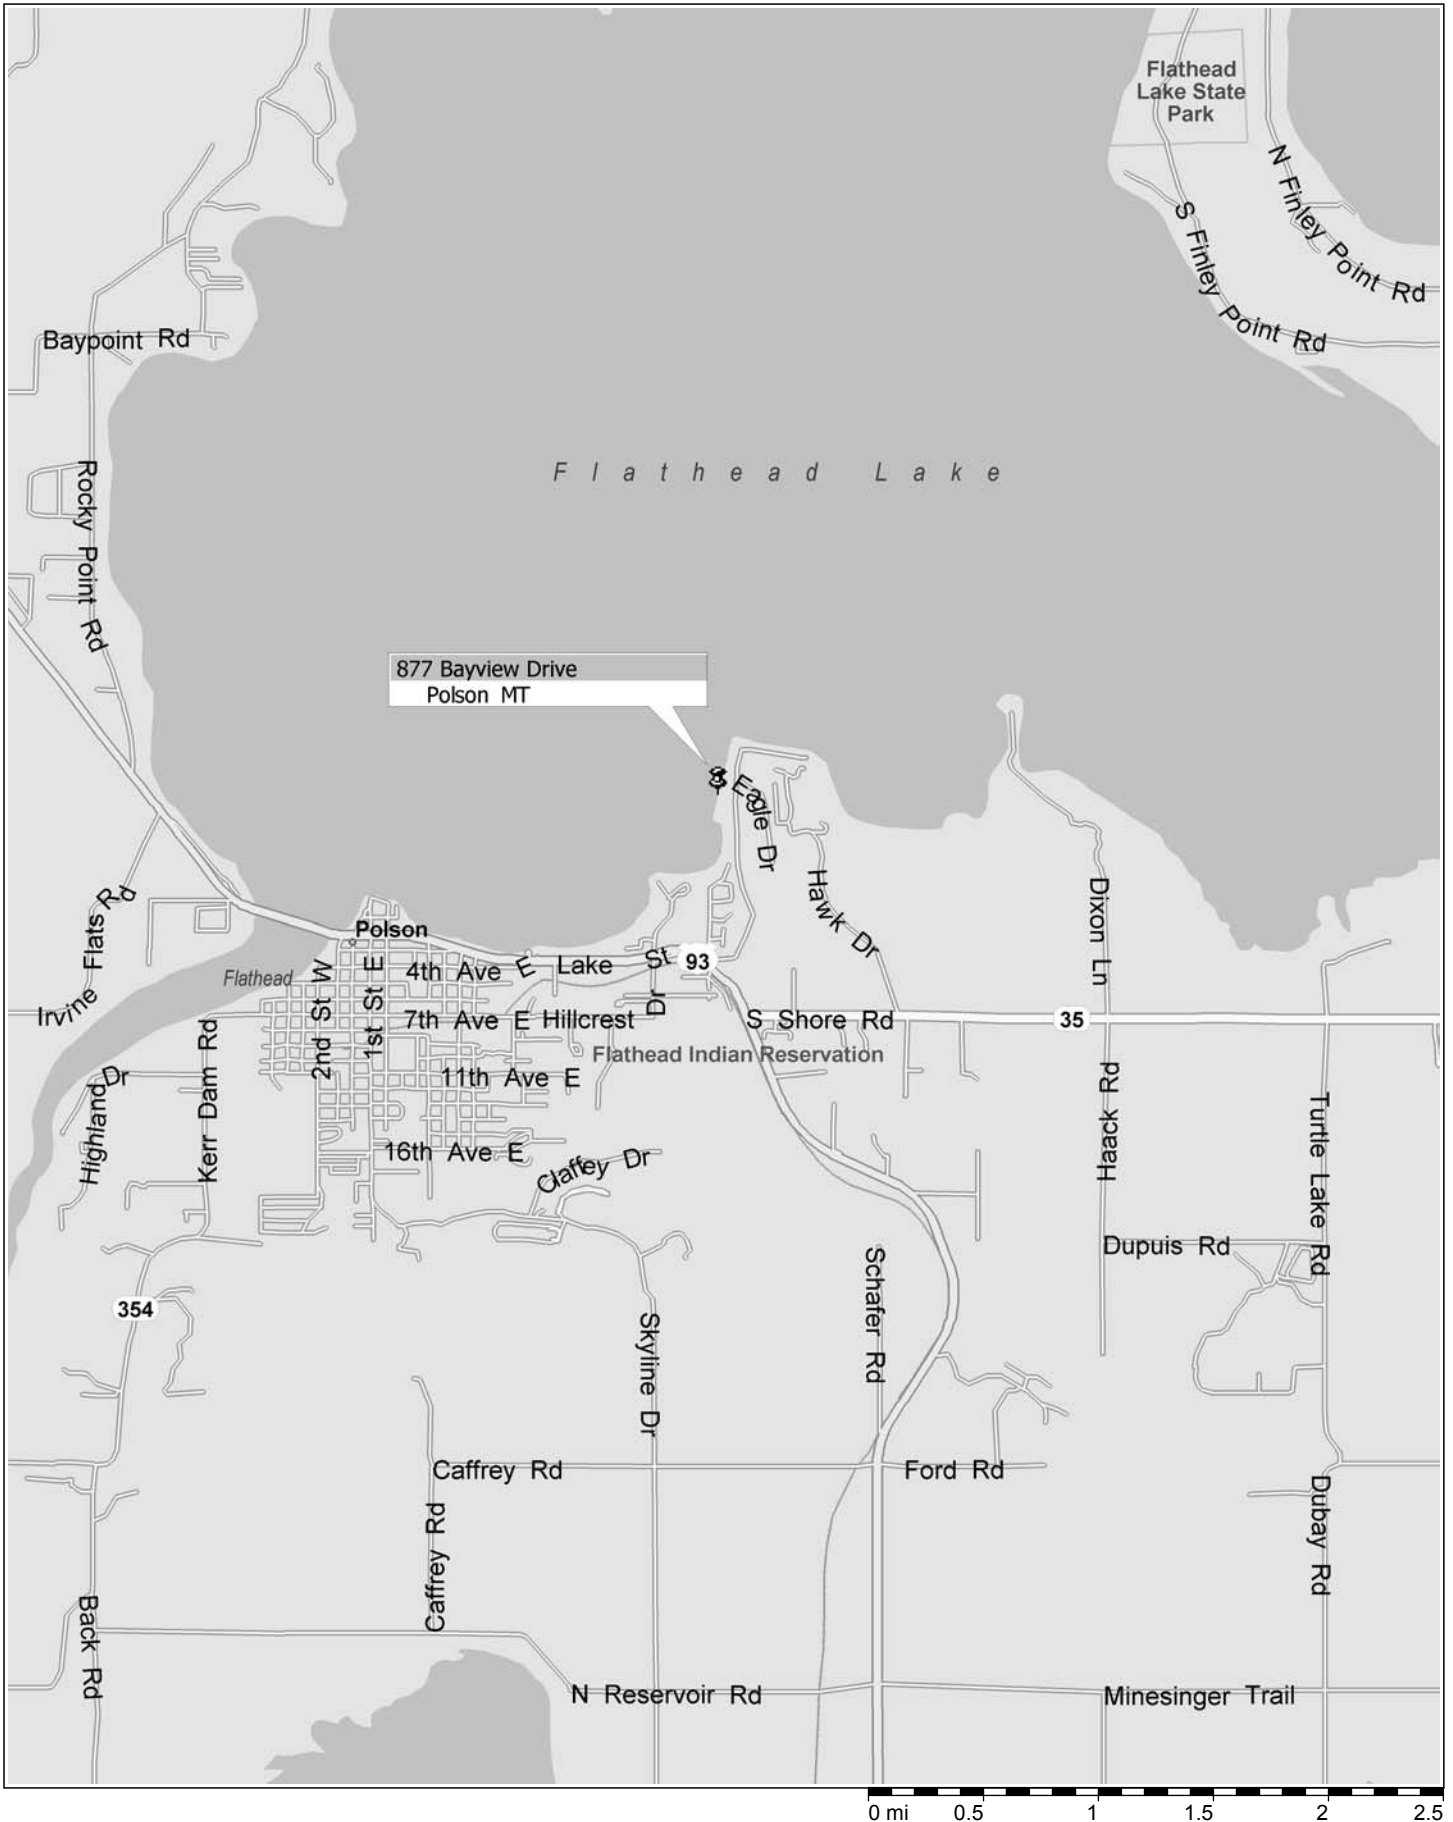 Flathead
Lake State
Park
N Finley Point Rd
S Finley Point Rd
Baypoint Rd
Flathead Lake
Rocky Point Rd
877 Bayview Drive
Polson MT
Eagle Dr
Hawk Dr
Dixon Ln
Irvine Flats Rd
Polson
Flathead
2nd St W
1st St E
4th Ave E
Lake St
93
7th Ave E
Hillcrest Dr
S Shore Rd
35
Flathead Indian Reservation
11th Ave E
Highland Dr
Kerr Dam Rd
16th Ave E
Claffey Dr
Haack Rd
Turtle Lake Rd
Dupuis Rd
354
Schafer Rd
Skyline Dr
Caffrey Rd
Ford Rd
Caffrey Rd
Dubay Rd
Back Rd
N Reservoir Rd
Minesinger Trail
0 mi 0.5 1 1.5 2 2.5